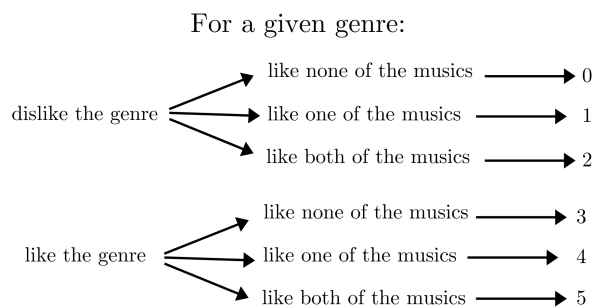 For a given genre:
like none of the musics 0
dislike the genre like one of the musics 1
like both of the musics 2
like none of the musics 3
like the genre like one of the musics 4
like both of the musics 5